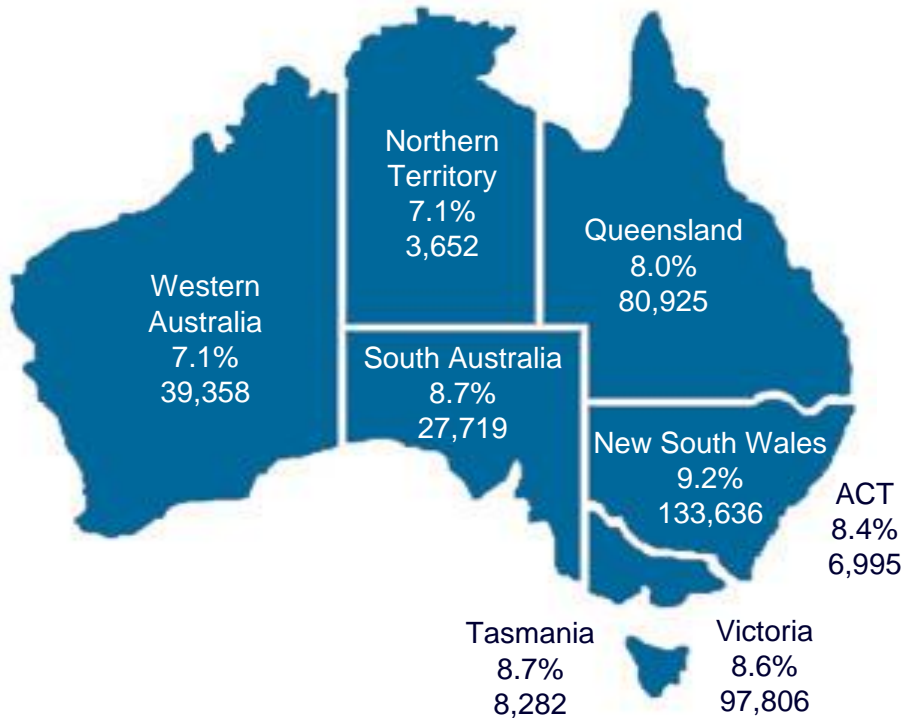 Northern
Territory
7.1%
3,652
Queensland
8.0%
80,925
Western
Australia
7.1%
39,358
South Australia
8.7%
27,719
New South Wales
9.2%
133,636
ACT
8.4%
6,995
Tasmania
8.7%
8,282
Victoria
8.6%
97,806